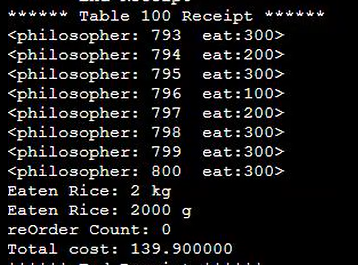 ****** Table 100 Receipt ******
<philosopher: 793  eat:300>
<philosopher: 794  eat:200>
<philosopher: 795  eat:300>
<philosopher: 796  eat:100>
<philosopher: 797  eat:200>
<philosopher: 798  eat:300>
<philosopher: 799  eat:300>
<philosopher: 800  eat:300>
Eaten Rice: 2 kg
Eaten Rice: 2000 g
reOrder Count: 0
Total cost: 139.900000